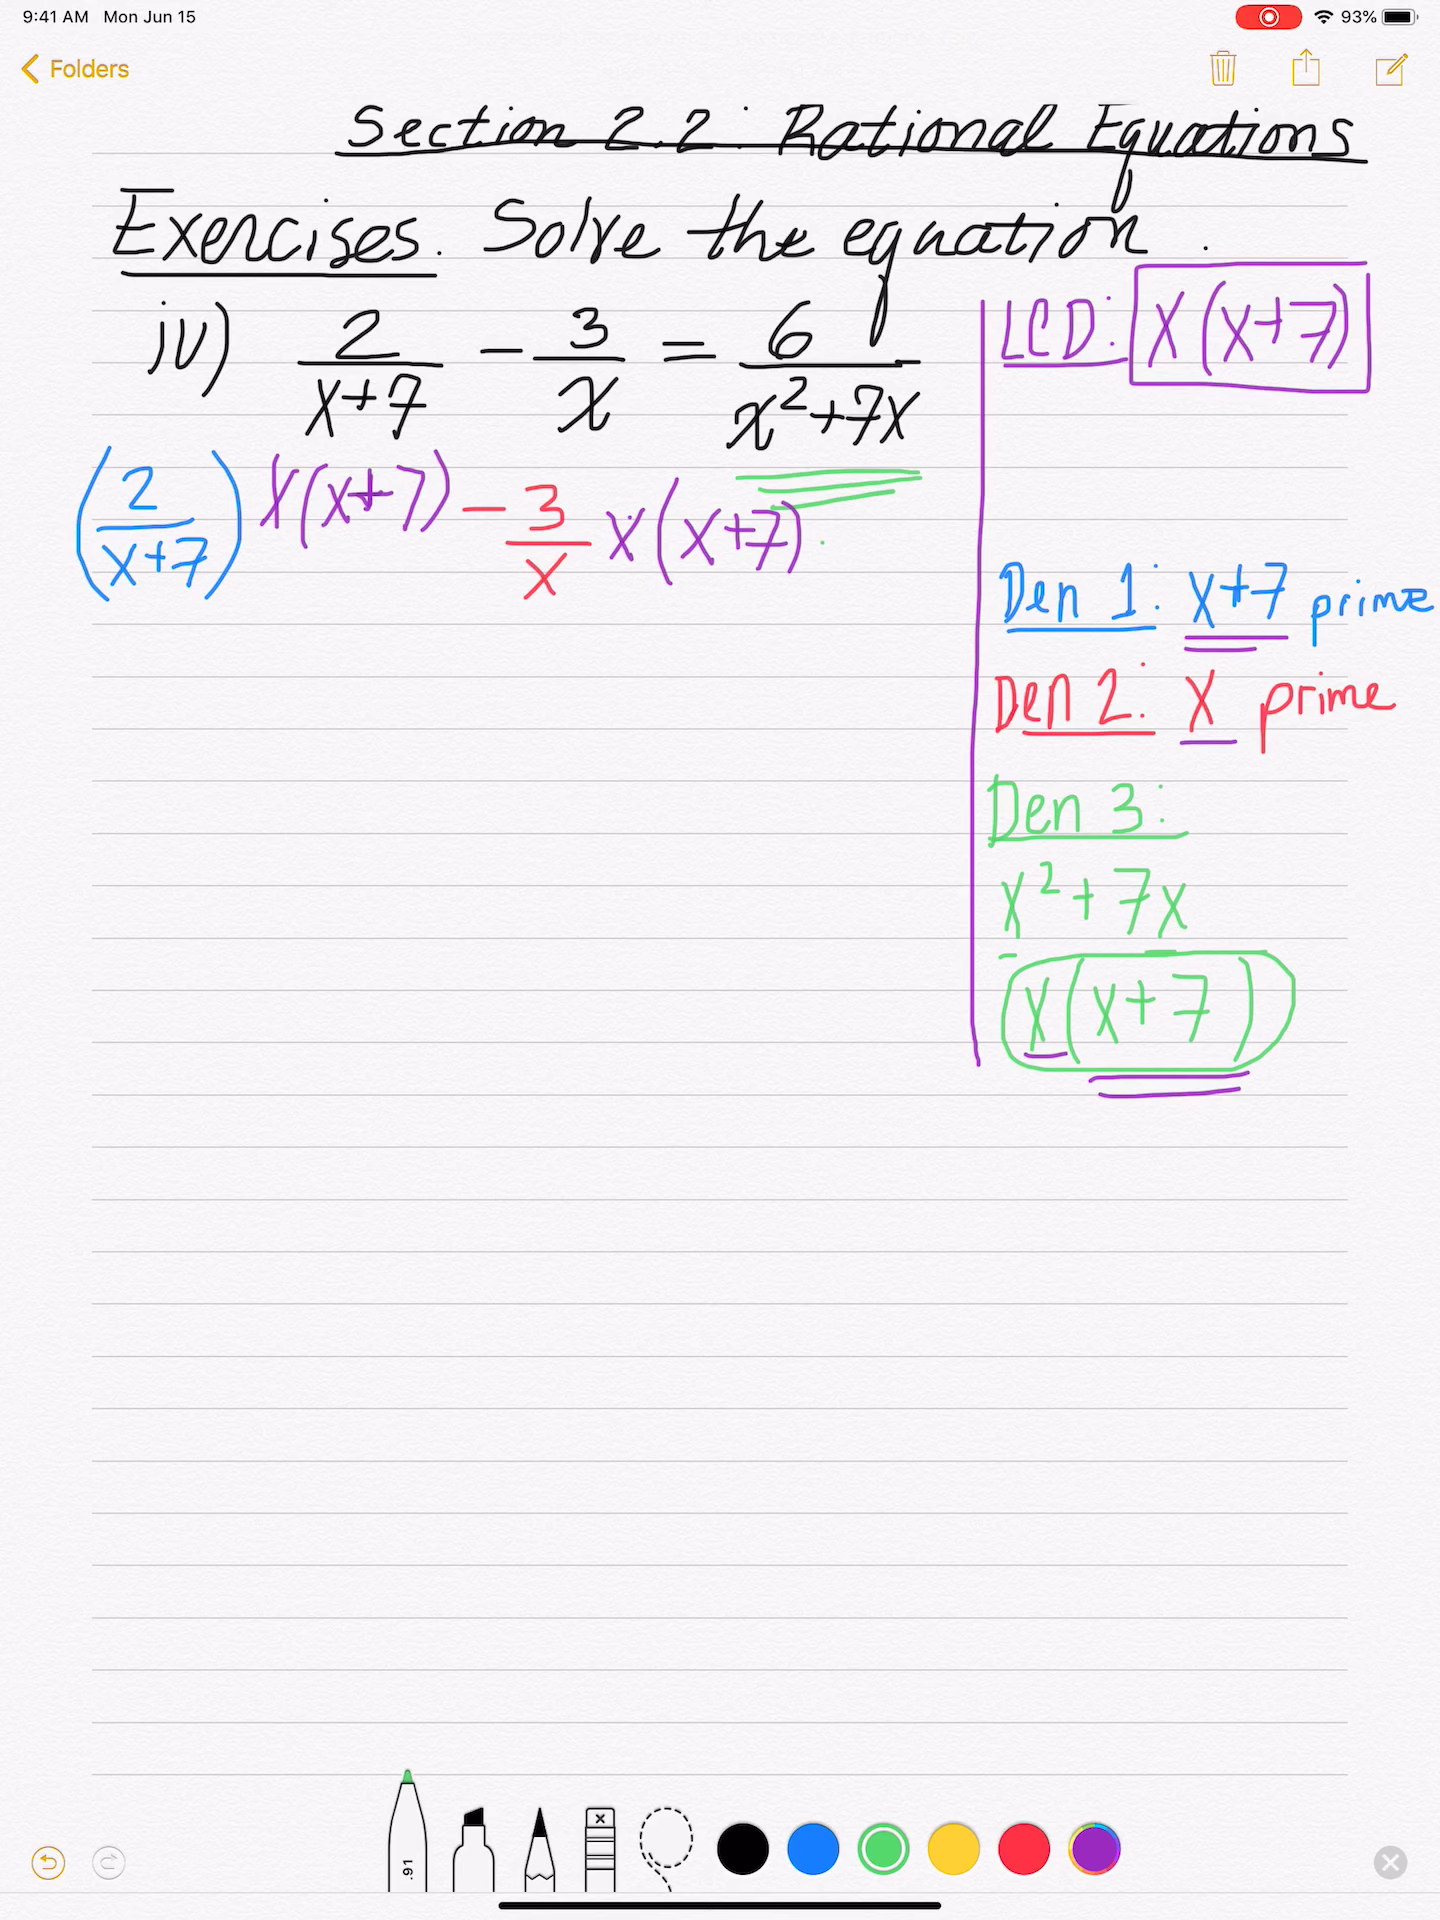 9:41 AM Mon Jun 15 93%
Folders
Section 2.2: Rational Equations
Exercises. Solve the equation.
iv) 2/(x+7) - 3/x = 6/(x²+7x)
LCD: x(x+7)
(2/(x+7)) x(x+7) - 3/x x(x+7)
Den 1: x+7 prime
Den 2: x prime
Den 3:
x²+7x
x(x+7)
.91